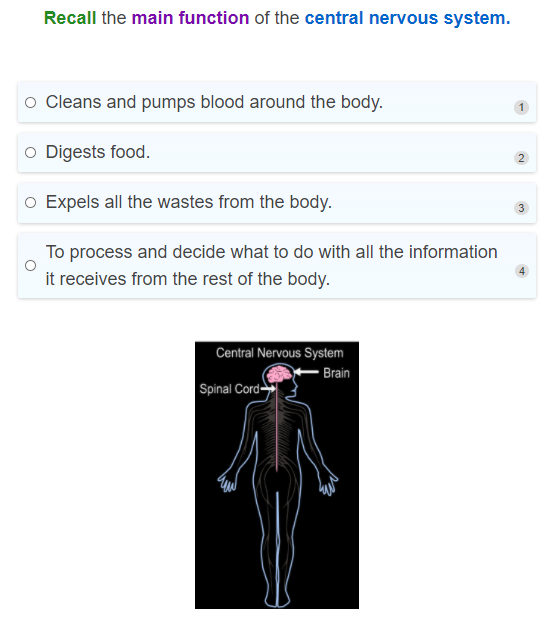 Recall the main function of the central nervous system.
Cleans and pumps blood around the body.
1
Digests food.
2
Expels all the wastes from the body.
3
To process and decide what to do with all the information
it receives from the rest of the body.
4
Central Nervous System
Brain
Spinal Cord